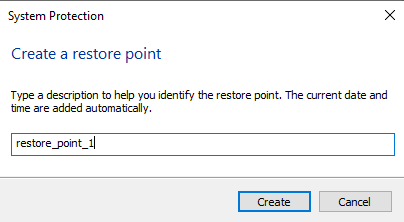 System Protection
Create a restore point
Type a description to help you identify the restore point. The current date and
time are added automatically.
restore_point_1
Create
Cancel